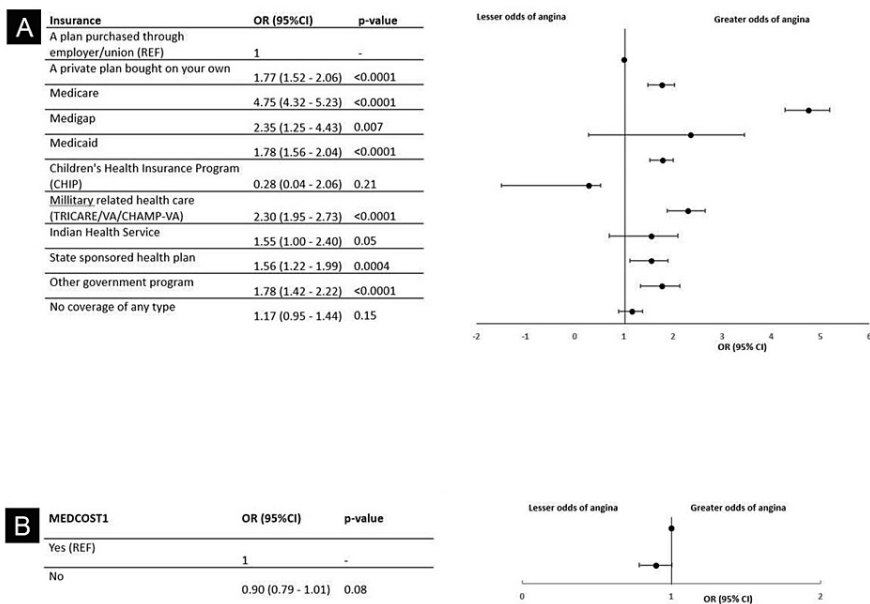 A
Insurance OR (95%CI) p-value
A plan purchased through
employer/union (REF) 1 -
A private plan bought on your own
1.77 (1.52 - 2.06) <0.0001
Medicare
4.75 (4.32 - 5.23) <0.0001
Medigap
2.35 (1.25 - 4.43) 0.007
Medicaid
1.78 (1.56 - 2.04) <0.0001
Children's Health Insurance Program
(CHIP) 0.28 (0.04 - 2.06) 0.21
Millitary related health care
(TRICARE/VA/CHAMP-VA) 2.30 (1.95 - 2.73) <0.0001
Indian Health Service
1.55 (1.00 - 2.40) 0.05
State sponsored health plan
1.56 (1.22 - 1.99) 0.0004
Other government program
1.78 (1.42 - 2.22) <0.0001
No coverage of any type
1.17 (0.95 - 1.44) 0.15
Lesser odds of angina Greater odds of angina
-2 -1 0 1 2 3 4 5 6
OR (95% CI)
B
MEDCOST1 OR (95%CI) p-value
Yes (REF)
1 -
No
0.90 (0.79 - 1.01) 0.08
Lesser odds of angina Greater odds of angina
0 1 2
OR (95% CI)